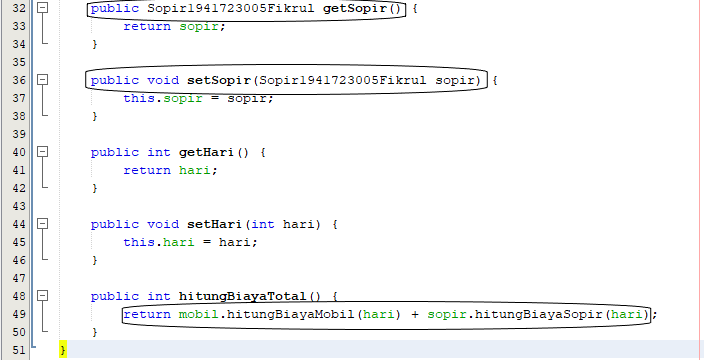 32 public Sopir1941723005Fikrul getSopir() {
33 return sopir;
34 }
35
36 public void setSopir(Sopir1941723005Fikrul sopir) {
37 this.sopir = sopir;
38 }
39
40 public int getHari() {
41 return hari;
42 }
43
44 public void setHari(int hari) {
45 this.hari = hari;
46 }
47
48 public int hitungBiayaTotal() {
49 return mobil.hitungBiayaMobil(hari) + sopir.hitungBiayaSopir(hari);
50 }
51 }